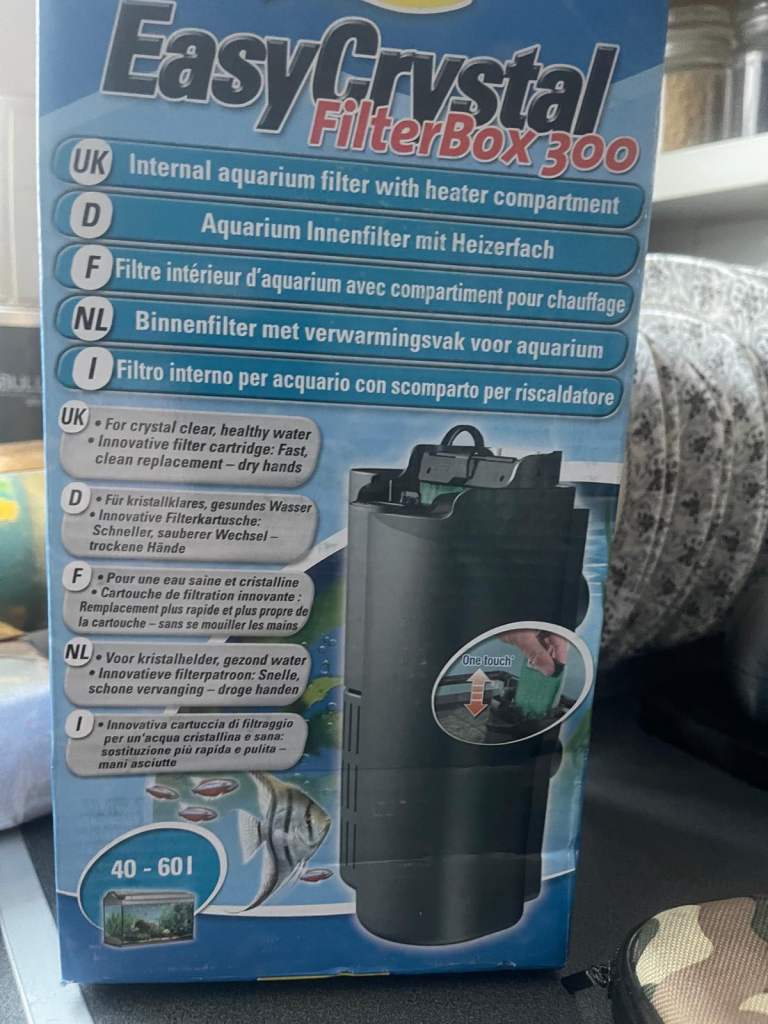 EasyCrystal
FilterBox 300
UK Internal aquarium filter with heater compartment
D Aquarium Innenfilter mit Heizerfach
F Filtre intérieur d'aquarium avec compartiment pour chauffage
NL Binnenfilter met verwarmingsvak voor aquarium
I Filtro interno per acquario con scomparto per riscaldatore
UK • For crystal clear, healthy water
• Innovative filter cartridge: Fast,
clean replacement – dry hands
D • Für kristallklares, gesundes Wasser
• Innovative Filterkartusche:
Schneller, sauberer Wechsel –
trockene Hände
F • Pour une eau saine et cristalline
• Cartouche de filtration innovante :
Remplacement plus rapide et plus propre de
la cartouche – sans se mouiller les mains
NL • Voor kristalhelder, gezond water
• Innovatieve filterpatroon: Snelle,
schone vervanging – droge handen
I • Innovativa cartuccia di filtraggio
per un'acqua cristallina e sana:
sostituzione più rapida e pulita –
mani asciutte
One touch
40 - 60 l